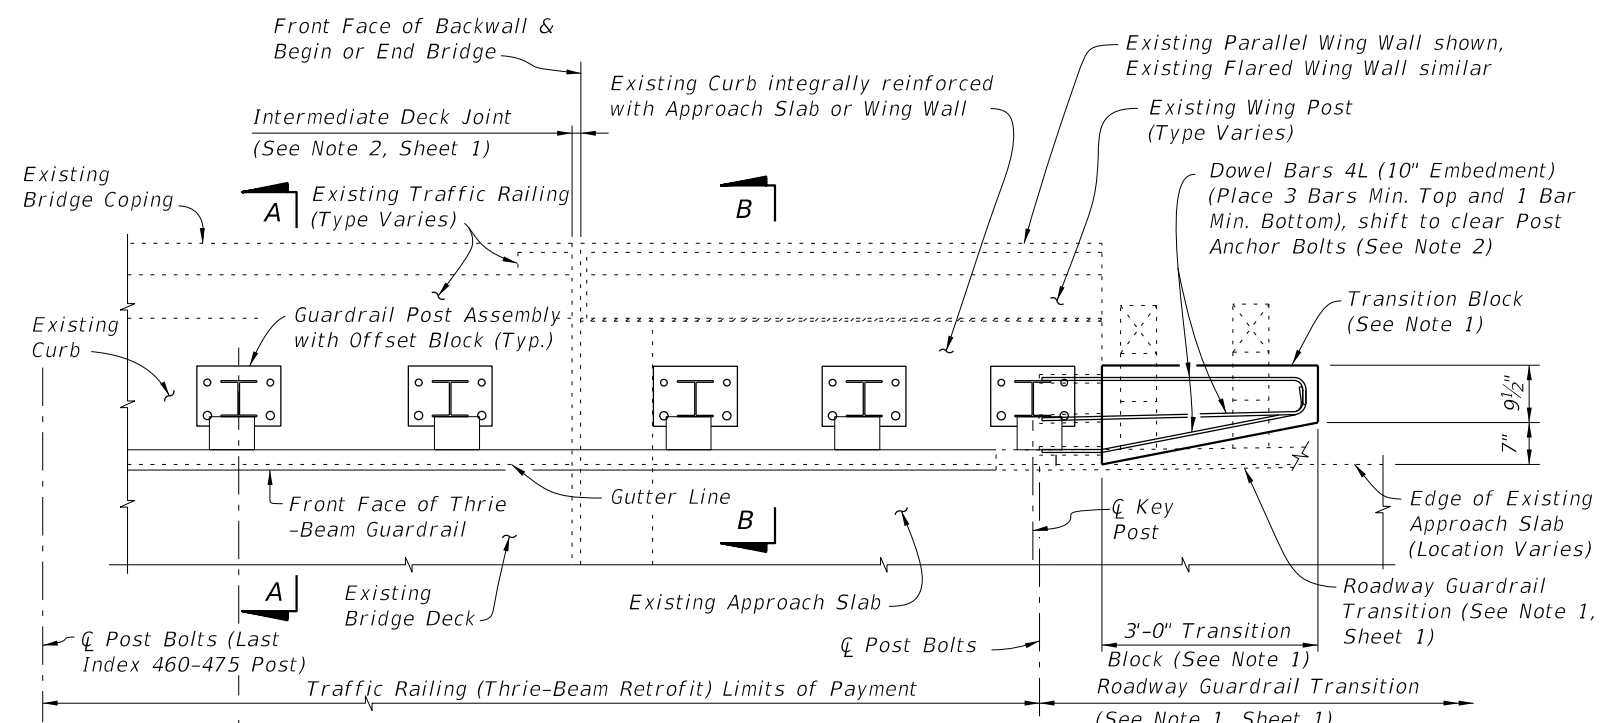 Front Face of Backwall &
Begin or End Bridge
Existing Parallel Wing Wall shown,
Existing Flared Wing Wall similar
Existing Curb integrally reinforced
with Approach Slab or Wing Wall
Existing Wing Post
(Type Varies)
Intermediate Deck Joint
(See Note 2, Sheet 1)
Dowel Bars 4L (10" Embedment)
(Place 3 Bars Min. Top and 1 Bar
Min. Bottom), shift to clear Post
Anchor Bolts (See Note 2)
Existing
Bridge Coping
A
Existing Traffic Railing
(Type Varies)
B
Transition Block
(See Note 1)
Existing
Curb
Guardrail Post Assembly
with Offset Block (Typ.)
9½"
7"
Front Face of Thrie
-Beam Guardrail
Gutter Line
B
℄ Key
Post
Edge of Existing
Approach Slab
(Location Varies)
A
Existing
Bridge Deck
Existing Approach Slab
Roadway Guardrail
Transition (See Note 1,
Sheet 1)
℄ Post Bolts (Last
Index 460-475 Post)
℄ Post Bolts
3'-0" Transition
Block (See Note 1)
Traffic Railing (Thrie-Beam Retrofit) Limits of Payment
Roadway Guardrail Transition
(See Note 1, Sheet 1)